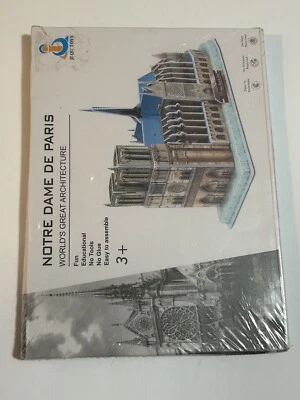 NOTRE DAME DE PARIS
WORLD'S GREAT ARCHITECTURE
Fun
Educational
No Tools
No Glue
Easy to assemble
3+